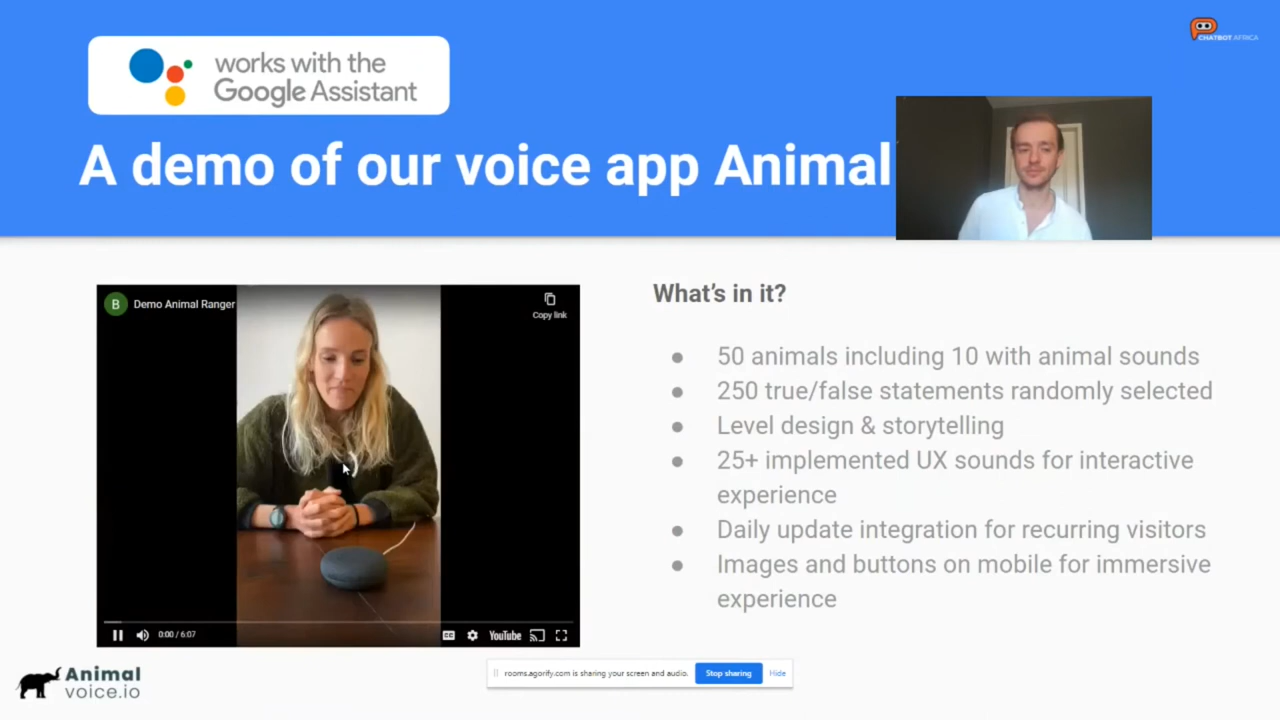 CHATBOT AFRICA
works with the
Google Assistant
A demo of our voice app Animal
B
Demo Animal Ranger
Copy link
0:00 / 6:07
CC
YouTube
What's in it?
● 50 animals including 10 with animal sounds
● 250 true/false statements randomly selected
● Level design & storytelling
● 25+ implemented UX sounds for interactive
experience
● Daily update integration for recurring visitors
● Images and buttons on mobile for immersive
experience
Animal
voice.io
rooms.agorify.com is sharing your screen and audio.
Stop sharing
Hide